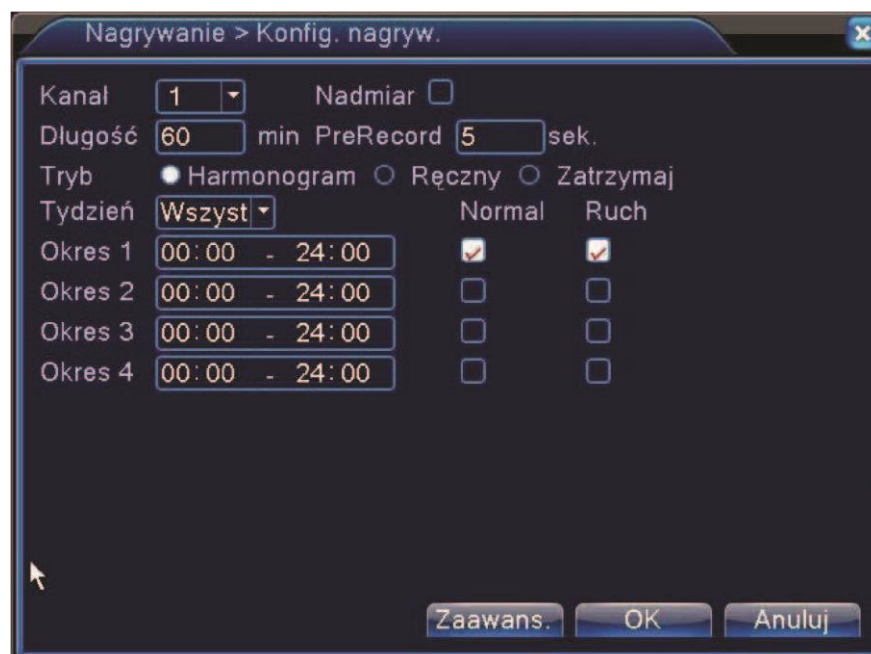 Nagrywanie > Konfig. nagryw.
Kanał 1 Nadmiar
Długość 60 min PreRecord 5 sek.
Tryb Harmonogram Ręczny Zatrzymaj
Tydzień Wszyst Normal Ruch
Okres 1 00:00 - 24:00
Okres 2 00:00 - 24:00
Okres 3 00:00 - 24:00
Okres 4 00:00 - 24:00
Zaawans. OK Anuluj